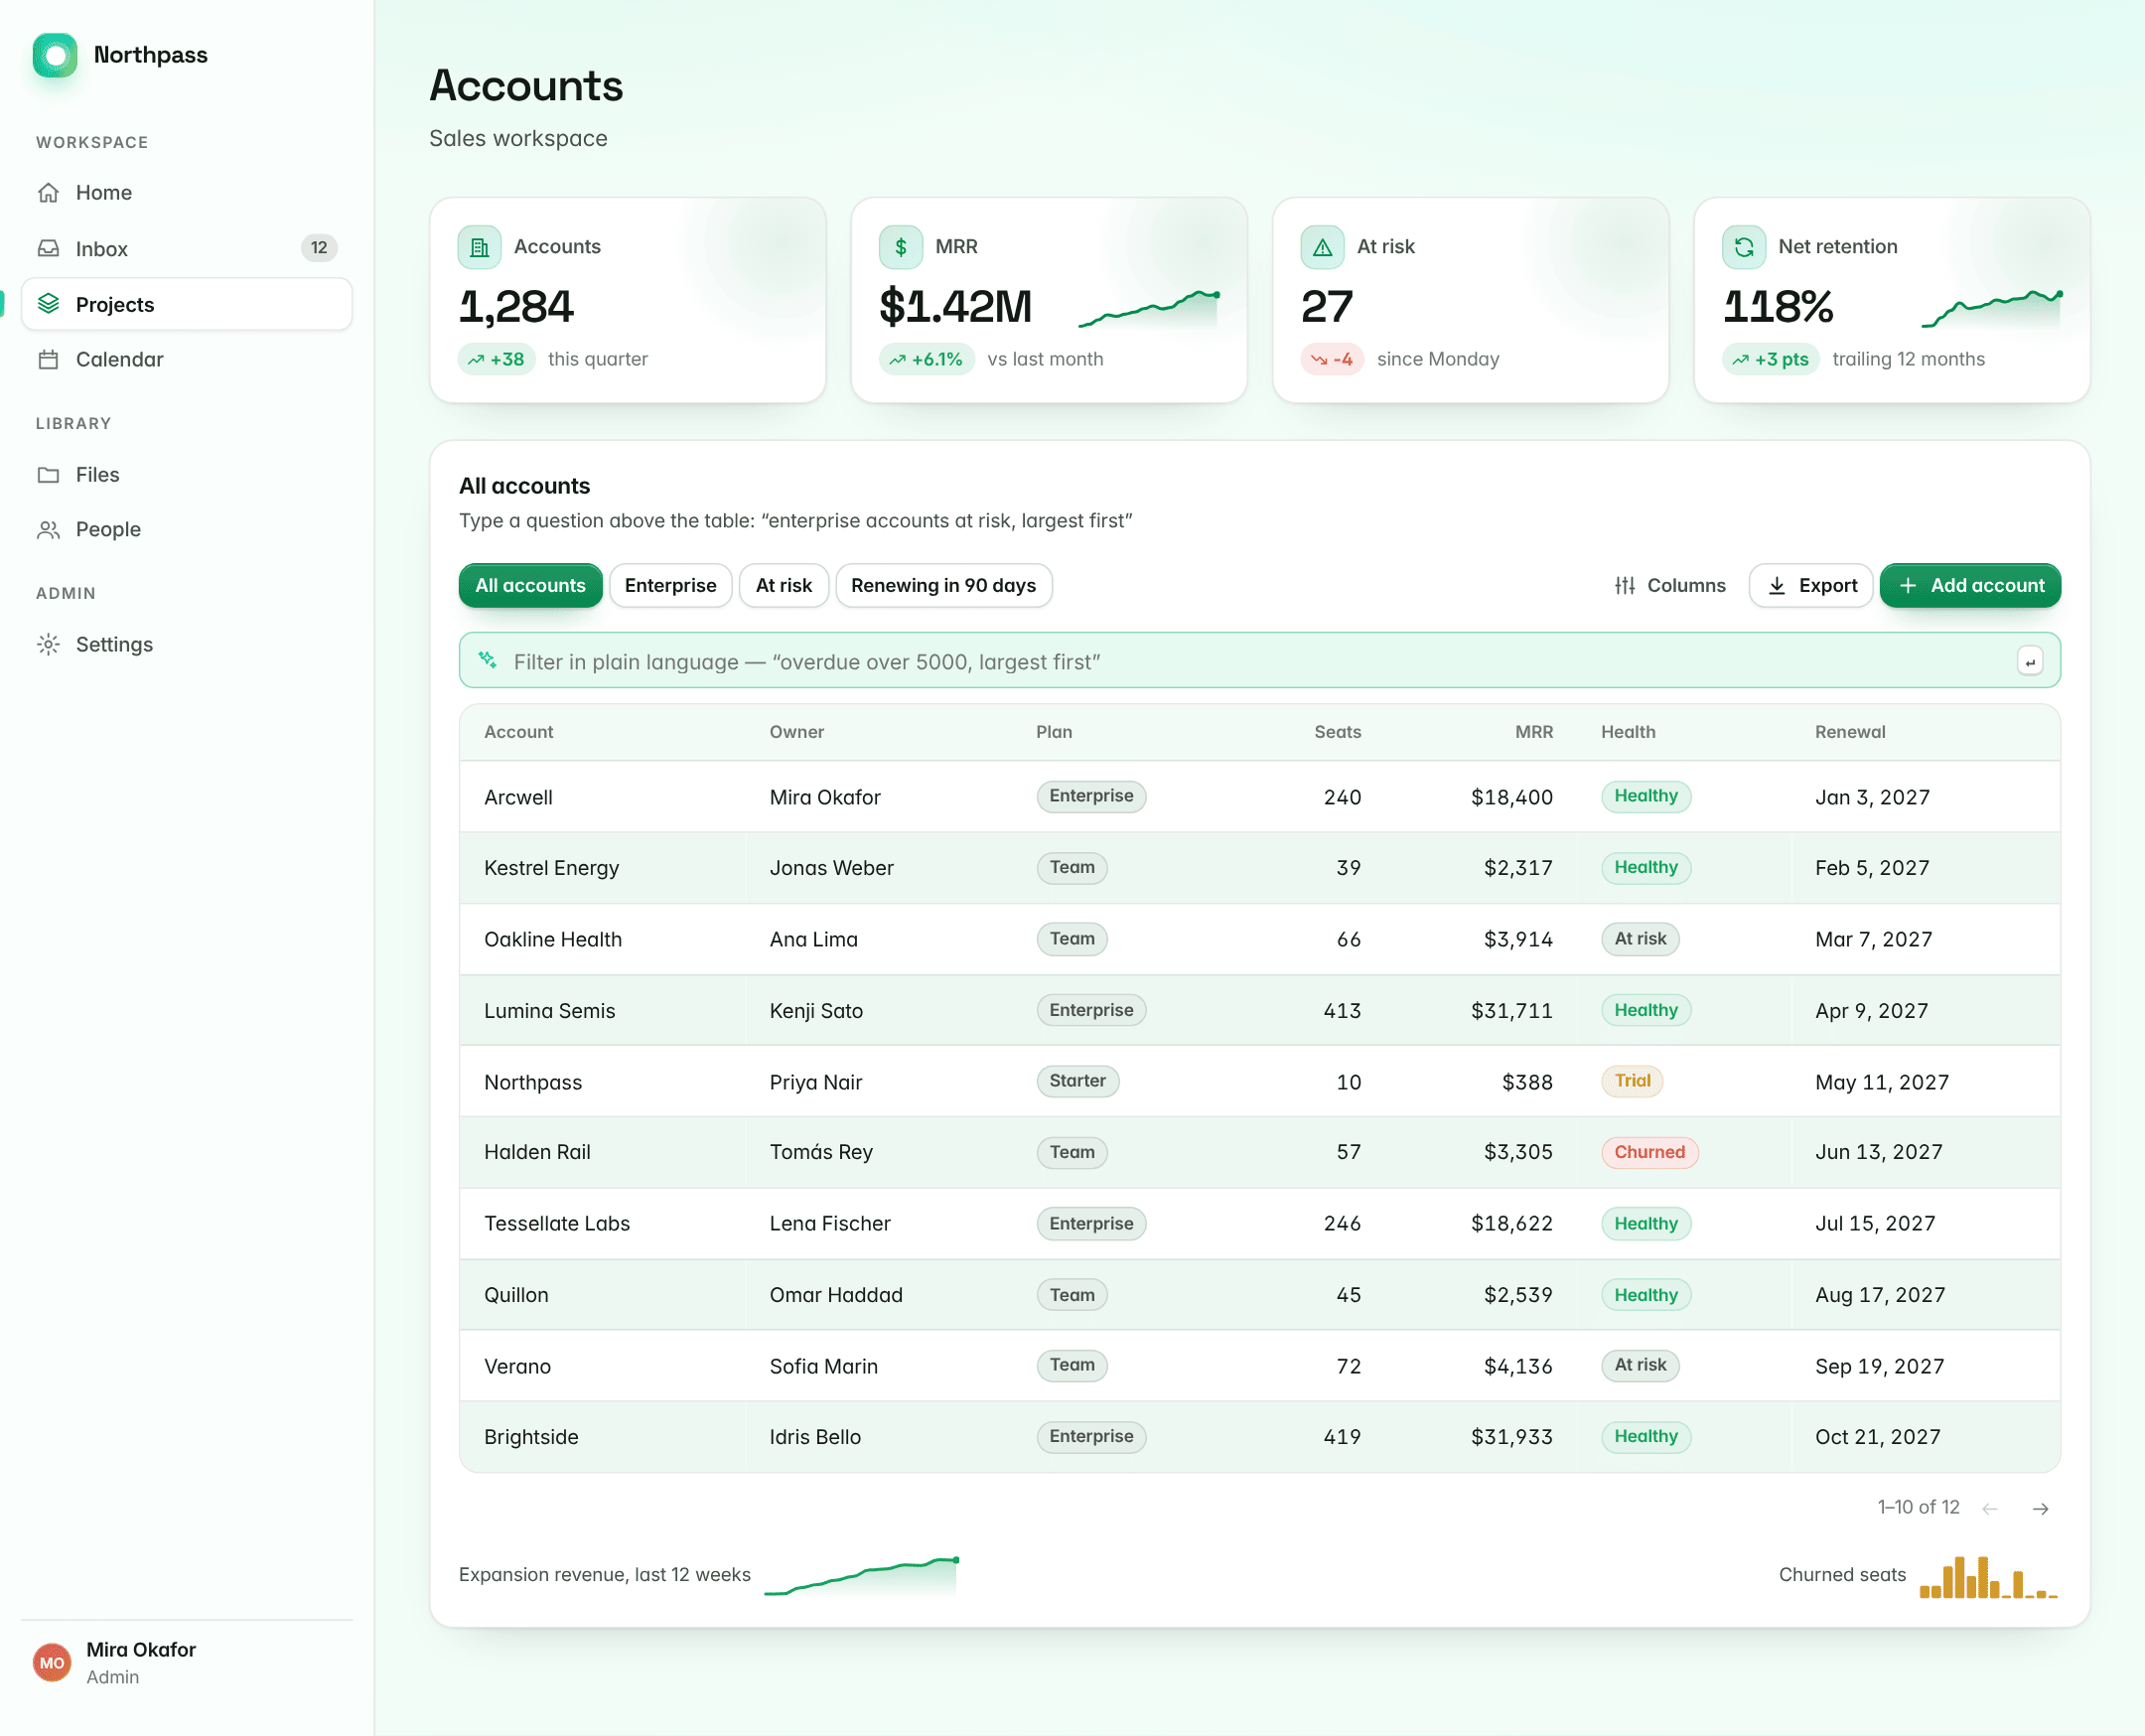 Northpass
WORKSPACE
Home
Inbox 12
Projects
Calendar
LIBRARY
Files
People
ADMIN
Settings
MO
Mira Okafor
Admin
Accounts
Sales workspace
Accounts
1,284
+38 this quarter
$ MRR
$1.42M
+6.1% vs last month
At risk
27
-4 since Monday
Net retention
118%
+3 pts trailing 12 months
All accounts
Type a question above the table: “enterprise accounts at risk, largest first”
All accounts Enterprise At risk Renewing in 90 days Columns Export + Add account
Filter in plain language — “overdue over 5000, largest first” ↵
Account Owner Plan Seats MRR Health Renewal
Arcwell Mira Okafor Enterprise 240 $18,400 Healthy Jan 3, 2027
Kestrel Energy Jonas Weber Team 39 $2,317 Healthy Feb 5, 2027
Oakline Health Ana Lima Team 66 $3,914 At risk Mar 7, 2027
Lumina Semis Kenji Sato Enterprise 413 $31,711 Healthy Apr 9, 2027
Northpass Priya Nair Starter 10 $388 Trial May 11, 2027
Halden Rail Tomás Rey Team 57 $3,305 Churned Jun 13, 2027
Tessellate Labs Lena Fischer Enterprise 246 $18,622 Healthy Jul 15, 2027
Quillon Omar Haddad Team 45 $2,539 Healthy Aug 17, 2027
Verano Sofia Marin Team 72 $4,136 At risk Sep 19, 2027
Brightside Idris Bello Enterprise 419 $31,933 Healthy Oct 21, 2027
1–10 of 12 ← →
Expansion revenue, last 12 weeks
Churned seats